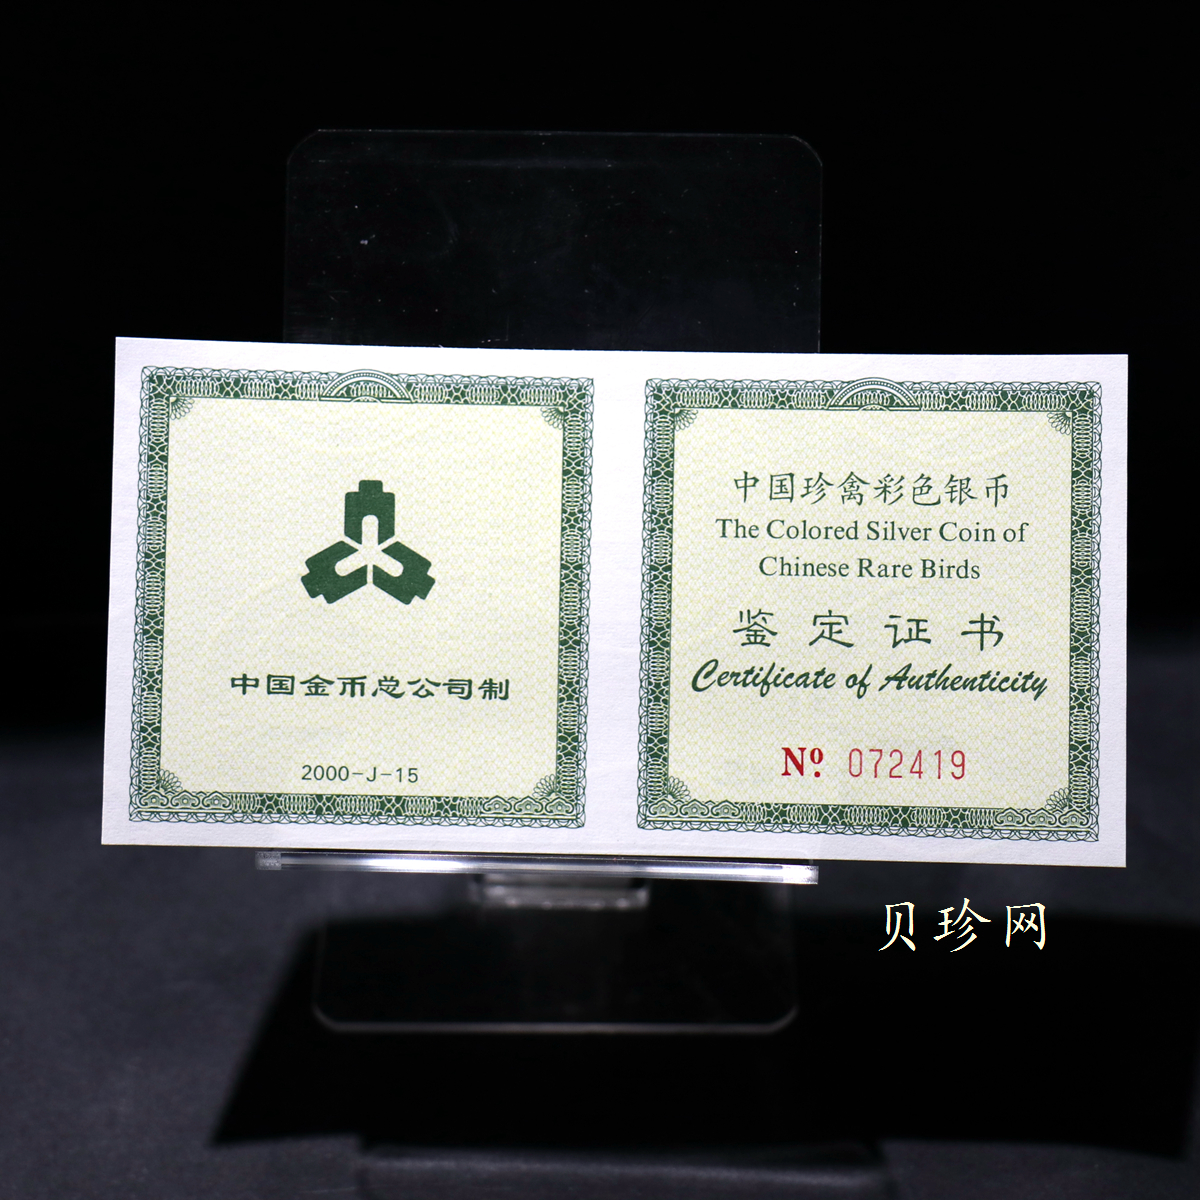 中国金币总公司制
2000-J-15
中国珍禽彩色银币
The Colored Silver Coin of
Chinese Rare Birds
鉴定证书
Certificate of Authenticity
Nº. 072419
贝珍网